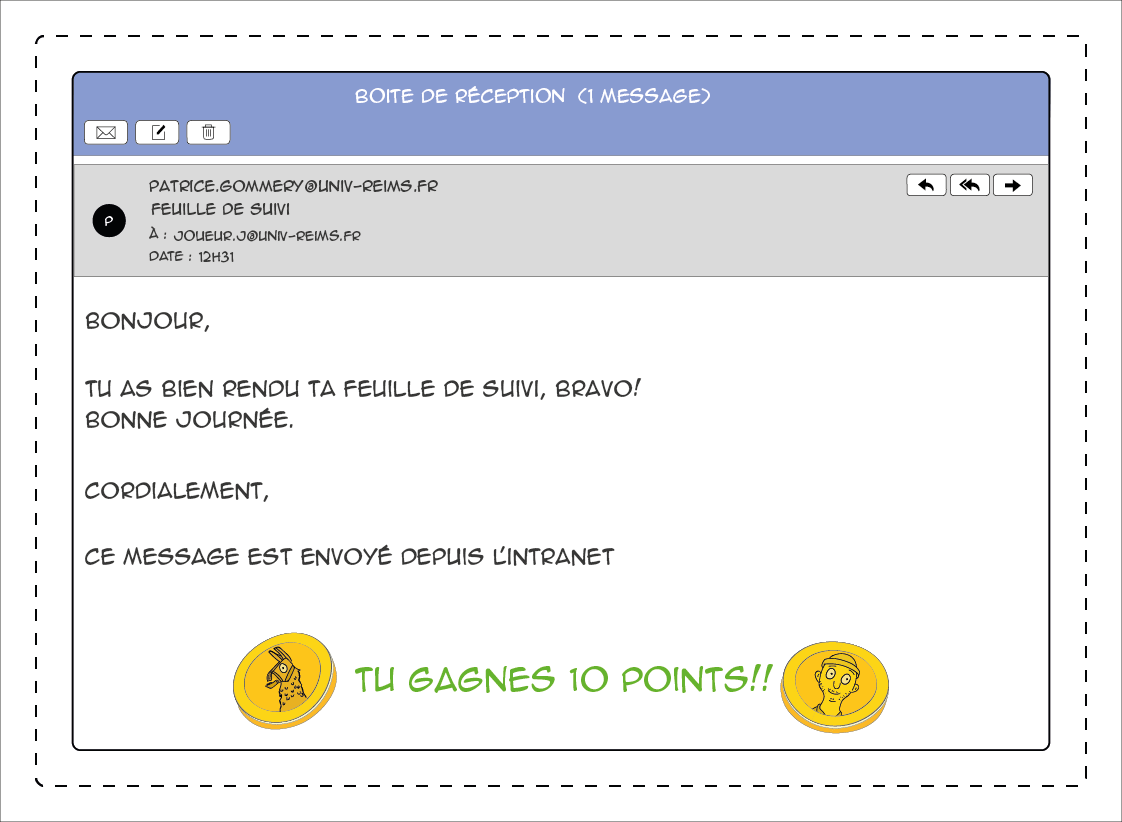 BOITE DE RÉCEPTION (1 MESSAGE)
PATRICE.GOMMERY@UNIV-REIMS.FR
FEUILLE DE SUIVI
P
À : JOUEUR.J@UNIV-REIMS.FR
DATE : 12H31
BONJOUR,
TU AS BIEN RENDU TA FEUILLE DE SUIVI, BRAVO!
BONNE JOURNÉE.
CORDIALEMENT,
CE MESSAGE EST ENVOYÉ DEPUIS L'INTRANET
TU GAGNES 10 POINTS!!